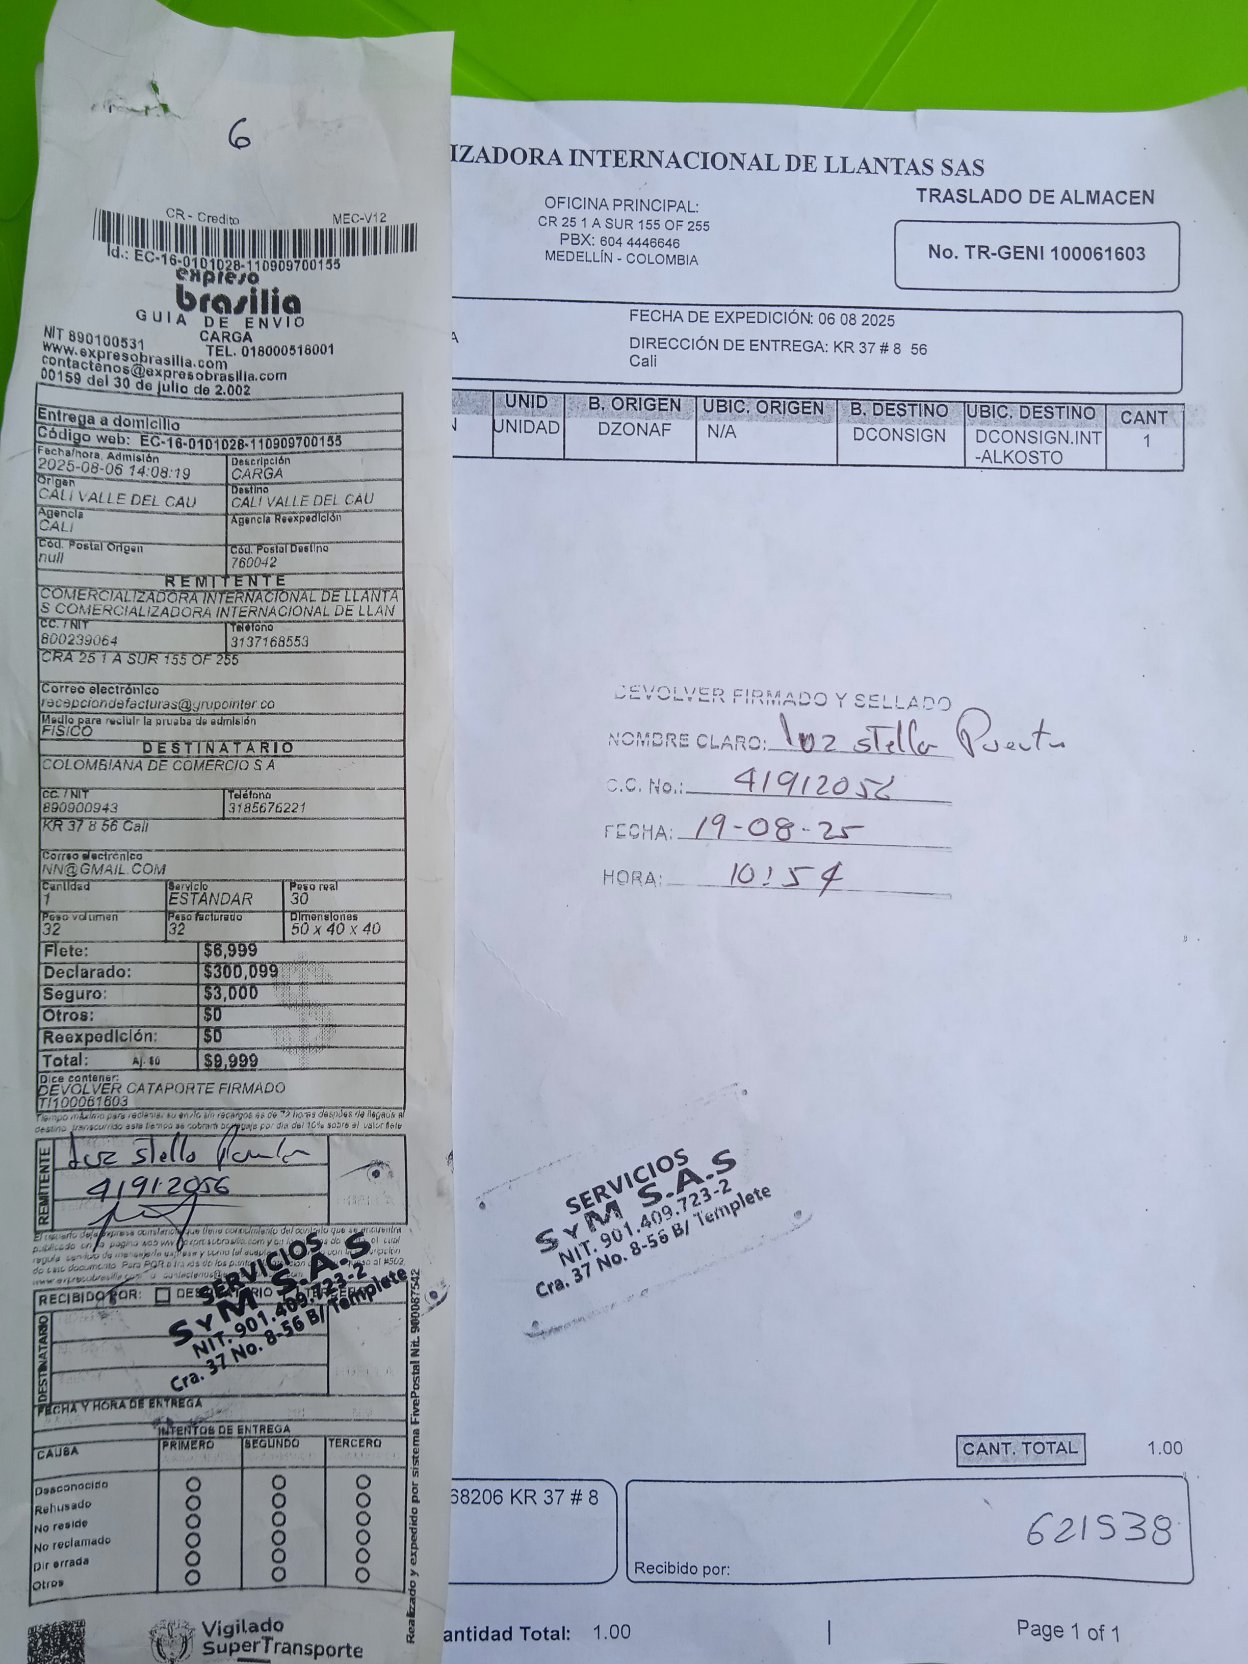 6
CR - Credito MEC-V12
Id.: EC-16-0101028-110909700155
expreso
brasilia
GUIA DE ENVIO
CARGA
NIT 890100531
TEL. 018000518001
www.expresobrasilia.com
contactenos@expresobrasilia.com
00159 del 30 de julio de 2.002
Entrega a domicilio
Código web: EC-16-0101028-110909700155
Fecha/hora, Admisión
2025-08-06 14:08:19
Descripción
CARGA
Origen
CALI VALLE DEL CAU
Destino
CALI VALLE DEL CAU
Agencia
CALI
Agencia Reexpedición
Cód. Postal Origen
null
Cód. Postal Destino
760042
REMITENTE
COMERCIALIZADORA INTERNACIONAL DE LLANTA
S COMERCIALIZADORA INTERNACIONAL DE LLAN
CC. / NIT
800239064
Teléfono
3137168553
CRA 25 1 A SUR 155 OF 255
Correo electrónico
recepciondefacturas@grupointer.co
Medio para recibir la prueba de admisión
FISICO
DESTINATARIO
COLOMBIANA DE COMERCIO S A
CC. / NIT
890900943
Teléfono
3185676221
KR 37 8 56 Cali
Correo electrónico
NN@GMAIL.COM
Cantidad
1
Servicio
ESTANDAR
Peso real
30
Peso volumen
32
Peso facturado
32
Dimensiones
50 x 40 x 40
Flete: $6,999
Declarado: $300,099
Seguro: $3,000
Otros: $0
Reexpedición: $0
Total: Aj. $0 $9,999
Dice contener:
DEVOLVER CATAPORTE FIRMADO
TI100061603
REMITENTE
Luz Stella
41912056
SERVICIOS
S Y M S.A.S
NIT. 901.409.723-2
Cra. 37 No. 8-56 B/ Templete
RECIBIDO POR:
DESTINATARIO
FECHA Y HORA DE ENTREGA
INTENTOS DE ENTREGA
CAUSA PRIMERO SEGUNDO TERCERO
Desconocido
Rehusado
No reside
No reclamado
Dir errada
Otros
Realizado y expedido por sistema FivePostal Nit. 900087542
Vigilado
SuperTransporte
IZADORA INTERNACIONAL DE LLANTAS SAS
OFICINA PRINCIPAL:
CR 25 1 A SUR 155 OF 255
PBX: 604 4446646
MEDELLÍN - COLOMBIA
TRASLADO DE ALMACEN
No. TR-GENI 100061603
FECHA DE EXPEDICIÓN: 06 08 2025
A
DIRECCIÓN DE ENTREGA: KR 37 # 8 56
Cali
UNID B. ORIGEN UBIC. ORIGEN B. DESTINO UBIC. DESTINO CANT
N UNIDAD DZONAF N/A DCONSIGN DCONSIGN.INT 1
-ALKOSTO
DEVOLVER FIRMADO Y SELLADO
NOMBRE CLARO: luz stella Puerta
C.C. No.: 41912056
FECHA: 19-08-25
HORA: 10:54
SERVICIOS
S Y M S.A.S
NIT. 901.409.723-2
Cra. 37 No. 8-56 B/ Templete
CANT. TOTAL 1.00
68206 KR 37 # 8
621538
Recibido por:
antidad Total: 1.00
Page 1 of 1